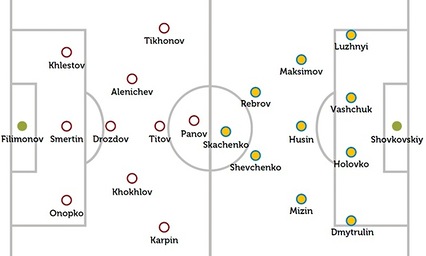 Tikhonov
Luzhnyi
Khlestov
Maksimov
Alenichev
Rebrov
Vashchuk
Filimonov
Smertin
Drozdov
Titov
Panov
Skachenko
Husin
Shovkovskiy
Shevchenko
Holovko
Khokhlov
Onopko
Mizin
Karpin
Dmytrulin